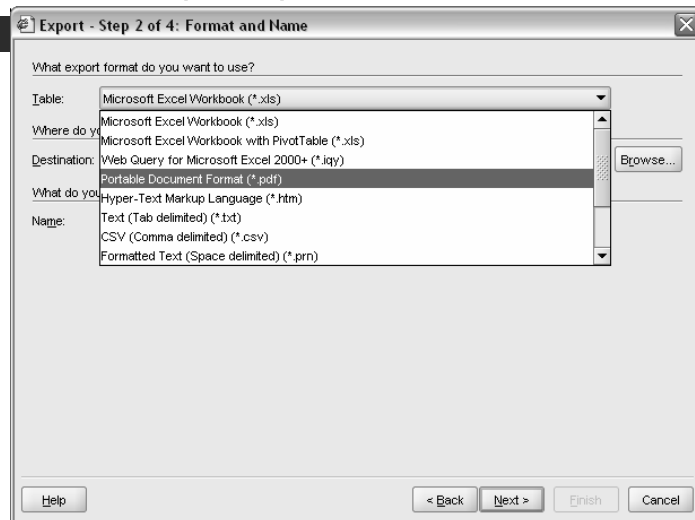 Export - Step 2 of 4: Format and Name
What export format do you want to use?
Table: Microsoft Excel Workbook (*.xls)
Microsoft Excel Workbook (*.xls)
Where do yo
Microsoft Excel Workbook with PivotTable (*.xls)
Destination: Web Query for Microsoft Excel 2000+ (*.iqy) Browse...
Portable Document Format (*.pdf)
What do you
Hyper-Text Markup Language (*.htm)
Name: Text (Tab delimited) (*.txt)
CSV (Comma delimited) (*.csv)
Formatted Text (Space delimited) (*.prn)
Help < Back Next > Finish Cancel